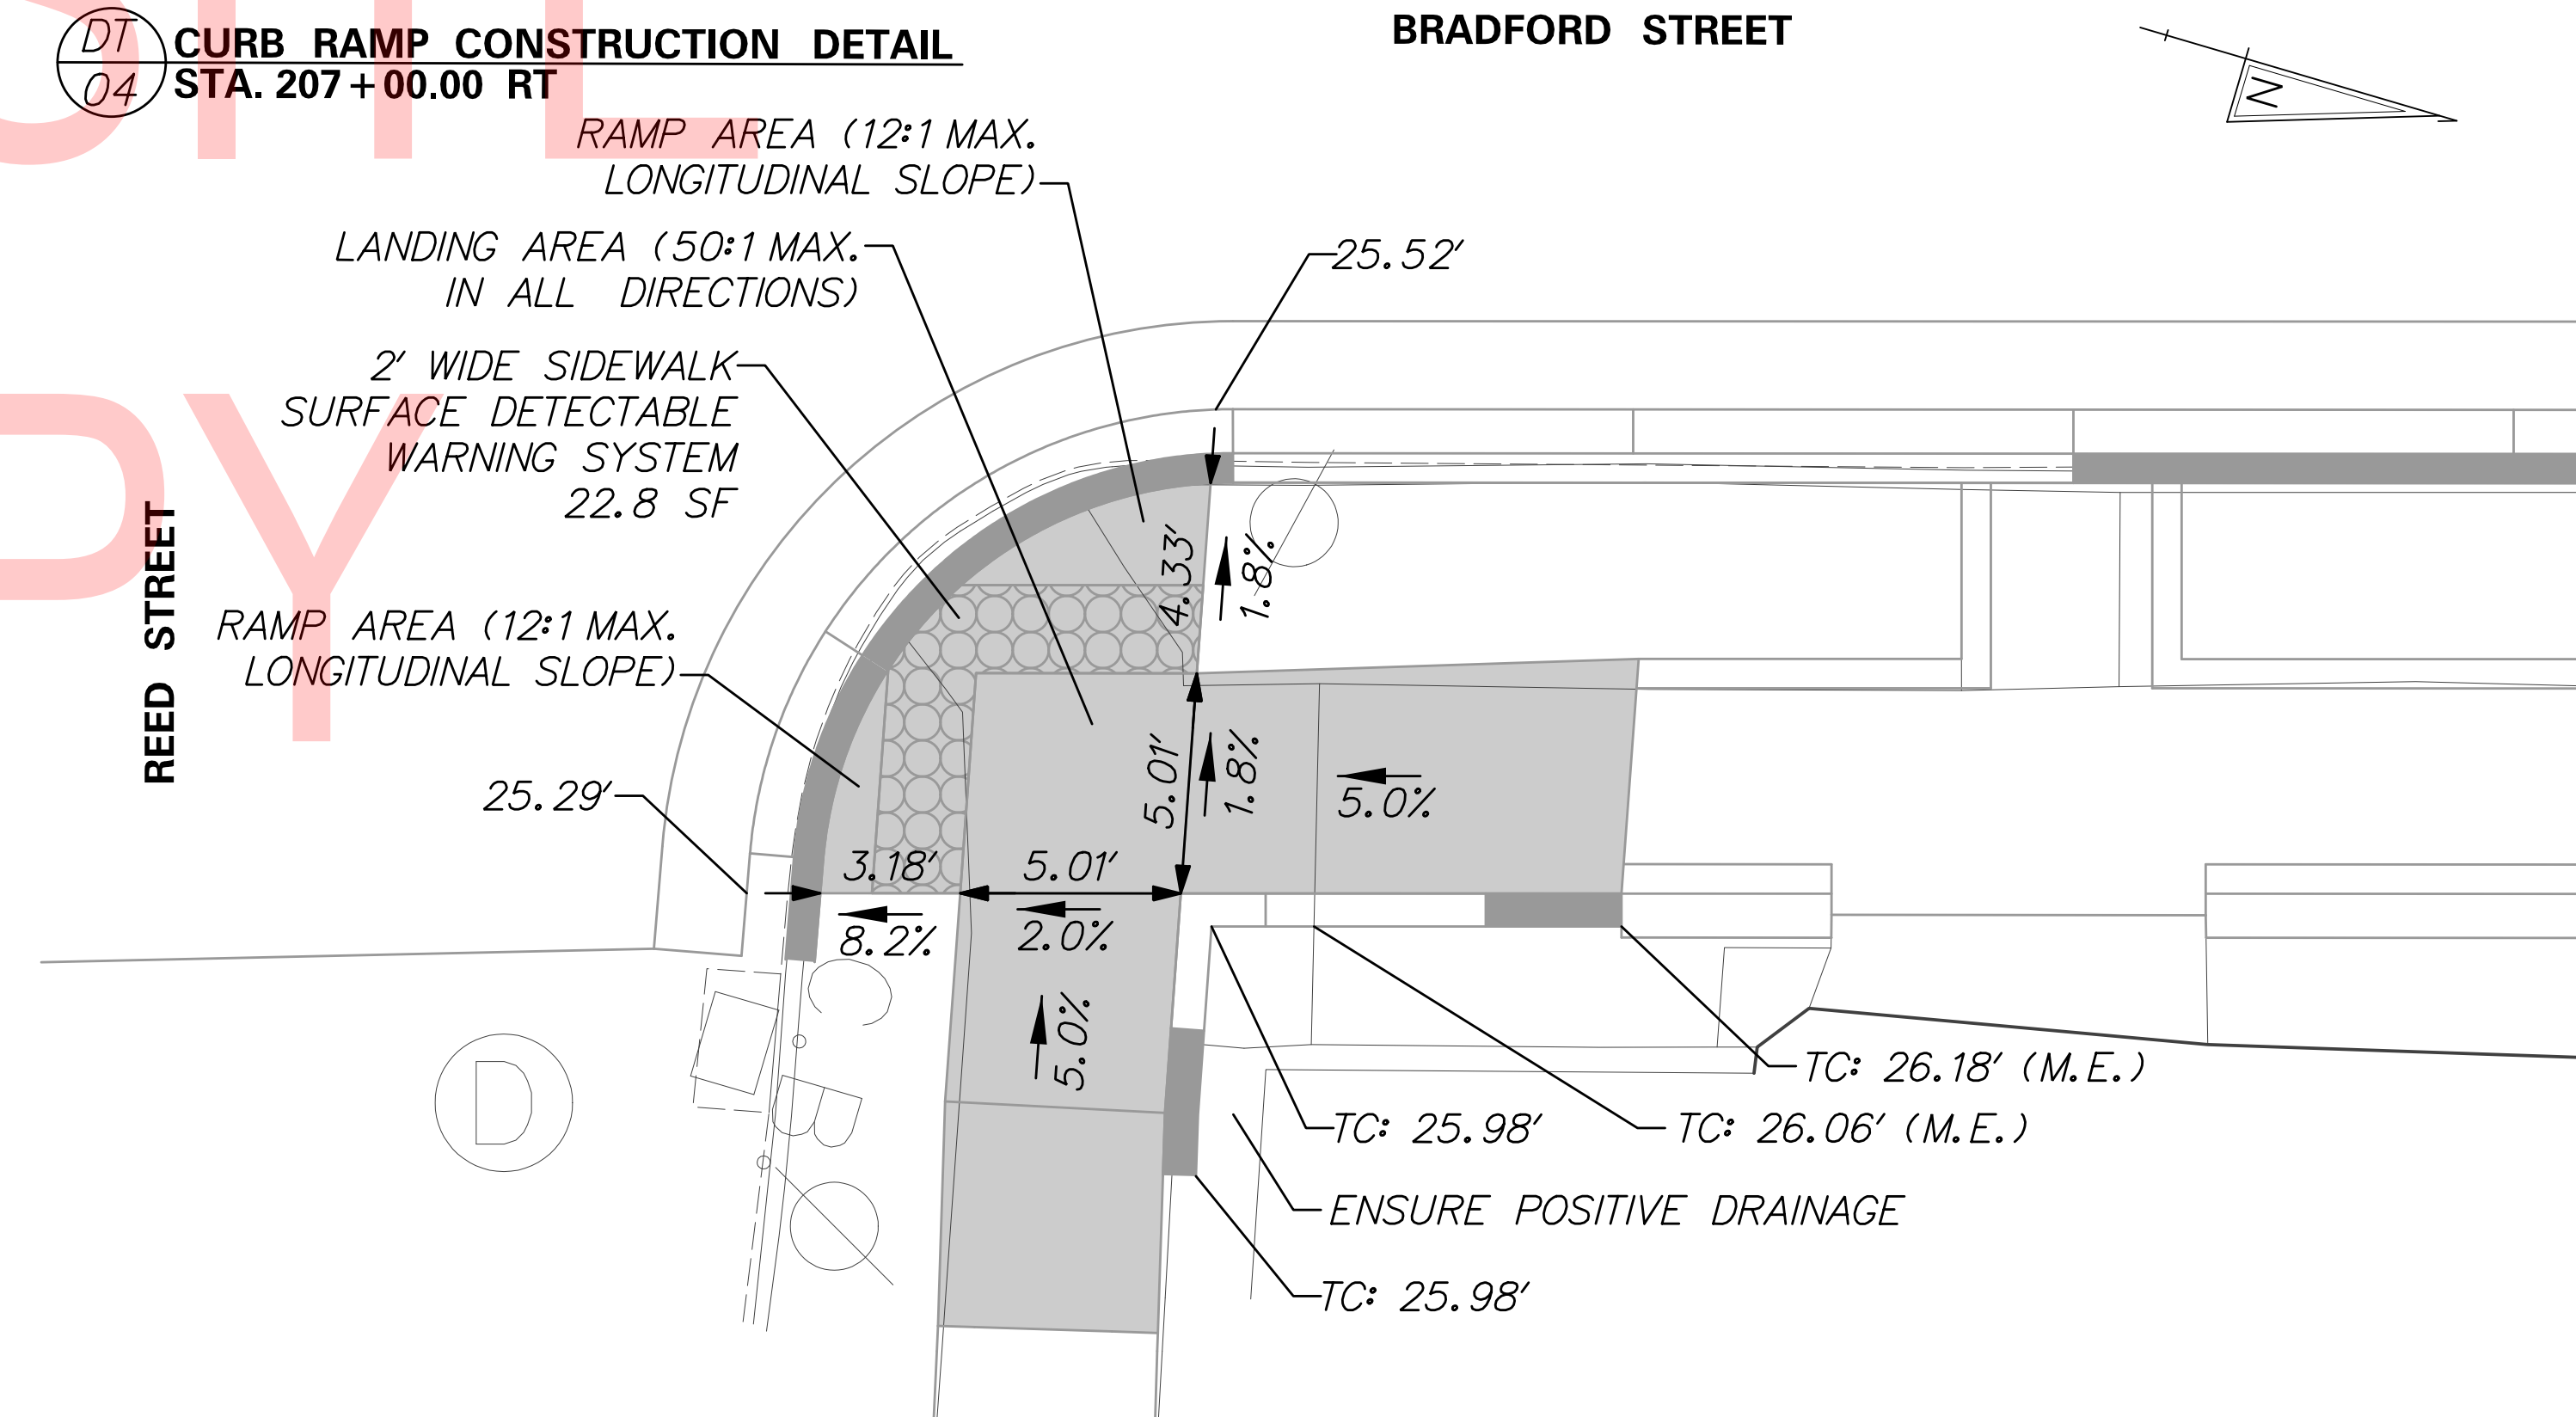 DT
04
CURB RAMP CONSTRUCTION DETAIL
STA. 207+00.00 RT
BRADFORD STREET
N
RAMP AREA (12:1 MAX.
LONGITUDINAL SLOPE)
LANDING AREA (50:1 MAX.
IN ALL DIRECTIONS)
25.52'
2' WIDE SIDEWALK
SURFACE DETECTABLE
WARNING SYSTEM
22.8 SF
PY
REED STREET
RAMP AREA (12:1 MAX.
LONGITUDINAL SLOPE)
4.33'
1.8%
5.01'
1.8%
5.0%
25.29'
3.18'
5.01'
8.2%
2.0%
5.0%
D
TC: 26.18' (M.E.)
TC: 25.98'
TC: 26.06' (M.E.)
ENSURE POSITIVE DRAINAGE
TC: 25.98'